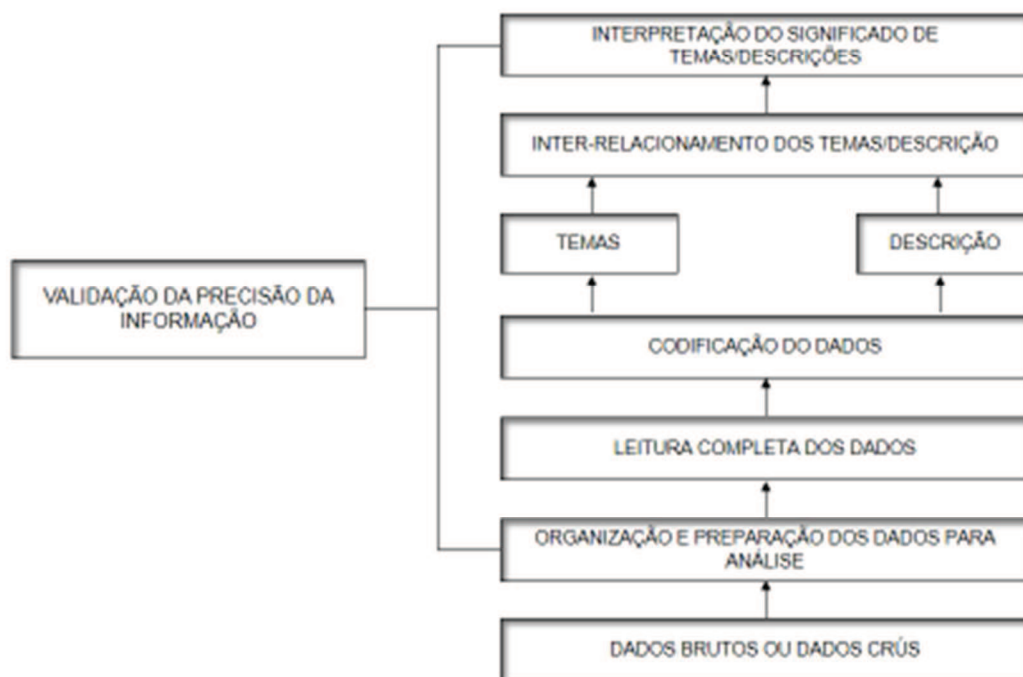 INTERPRETAÇÃO DO SIGNIFICADO DE
TEMAS/DESCRIÇÕES
INTER-RELACIONAMENTO DOS TEMAS/DESCRIÇÃO
TEMAS
DESCRIÇÃO
VALIDAÇÃO DA PRECISÃO DA
INFORMAÇÃO
CODIFICAÇÃO DO DADOS
LEITURA COMPLETA DOS DADOS
ORGANIZAÇÃO E PREPARAÇÃO DOS DADOS PARA
ANÁLISE
DADOS BRUTOS OU DADOS CRÚS